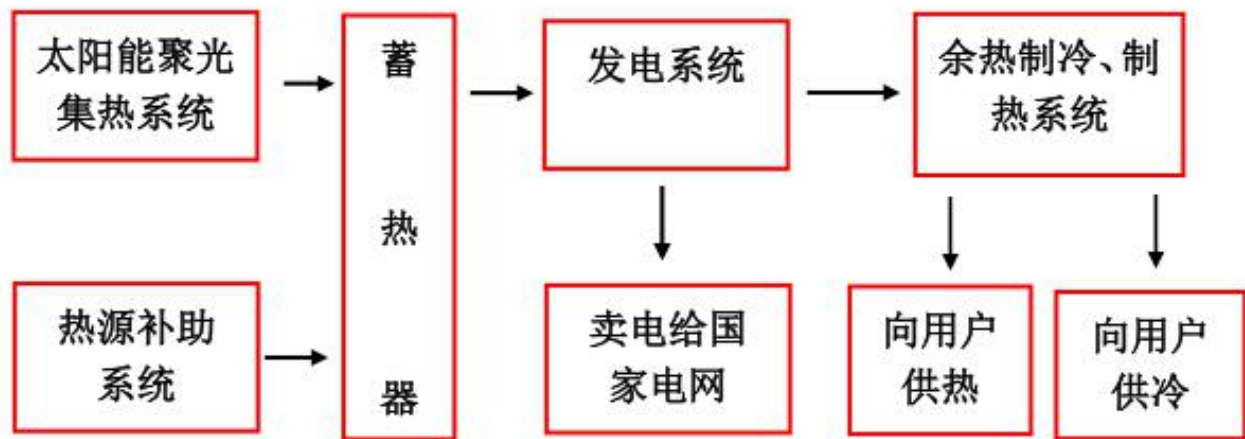 太阳能聚光
集热系统
蓄
热
器
发电系统
余热制冷、制
热系统
热源补助
系统
卖电给国
家电网
向用户
供热
向用户
供冷